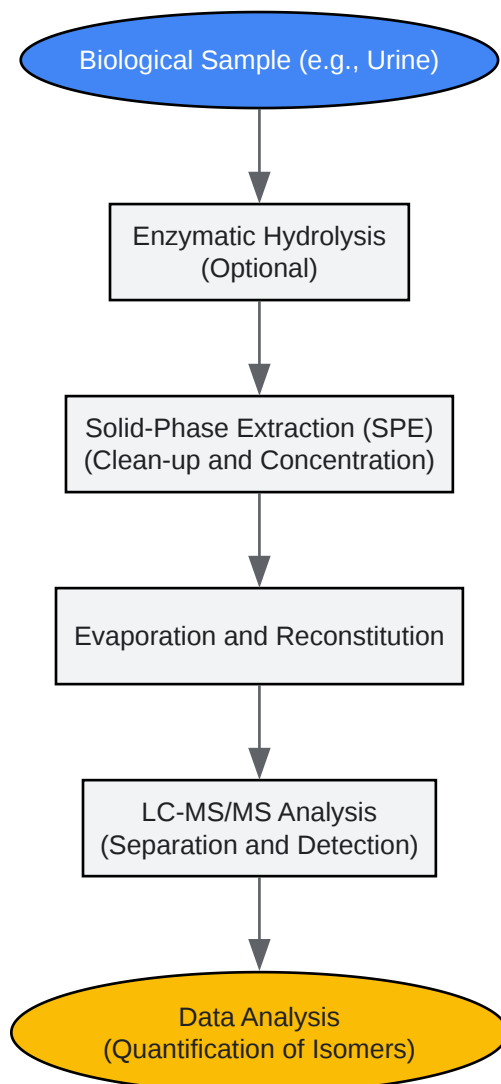 Biological Sample (e.g., Urine)
Enzymatic Hydrolysis
(Optional)
Solid-Phase Extraction (SPE)
(Clean-up and Concentration)
Evaporation and Reconstitution
LC-MS/MS Analysis
(Separation and Detection)
Data Analysis
(Quantification of Isomers)